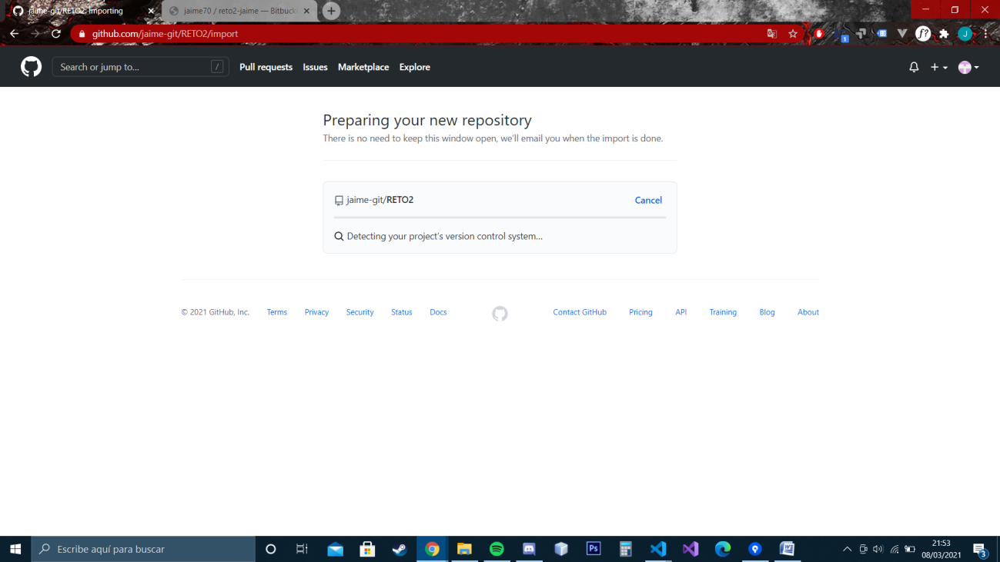 jaime-git/RETO2: Importing
jaime70 / reto2-jaime — Bitbuck
github.com/jaime-git/RETO2/import
1
f?
J
Search or jump to... /
Pull requests Issues Marketplace Explore
Preparing your new repository
There is no need to keep this window open, we'll email you when the import is done.
jaime-git/RETO2 Cancel
Detecting your project's version control system...
© 2021 GitHub, Inc. Terms Privacy Security Status Docs Contact GitHub Pricing API Training Blog About
Escribe aquí para buscar
Ps
W
21:53
08/03/2021
3